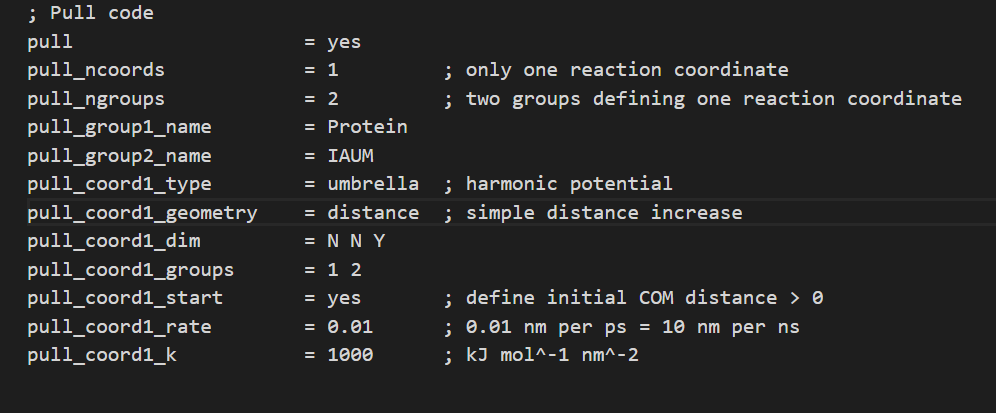 ; Pull code
pull                    = yes
pull_ncoords            = 1         ; only one reaction coordinate
pull_ngroups            = 2         ; two groups defining one reaction coordinate
pull_group1_name        = Protein
pull_group2_name        = IAUM
pull_coord1_type        = umbrella  ; harmonic potential
pull_coord1_geometry    = distance  ; simple distance increase
pull_coord1_dim         = N N Y
pull_coord1_groups      = 1 2
pull_coord1_start       = yes       ; define initial COM distance > 0
pull_coord1_rate        = 0.01      ; 0.01 nm per ps = 10 nm per ns
pull_coord1_k           = 1000      ; kJ mol^-1 nm^-2